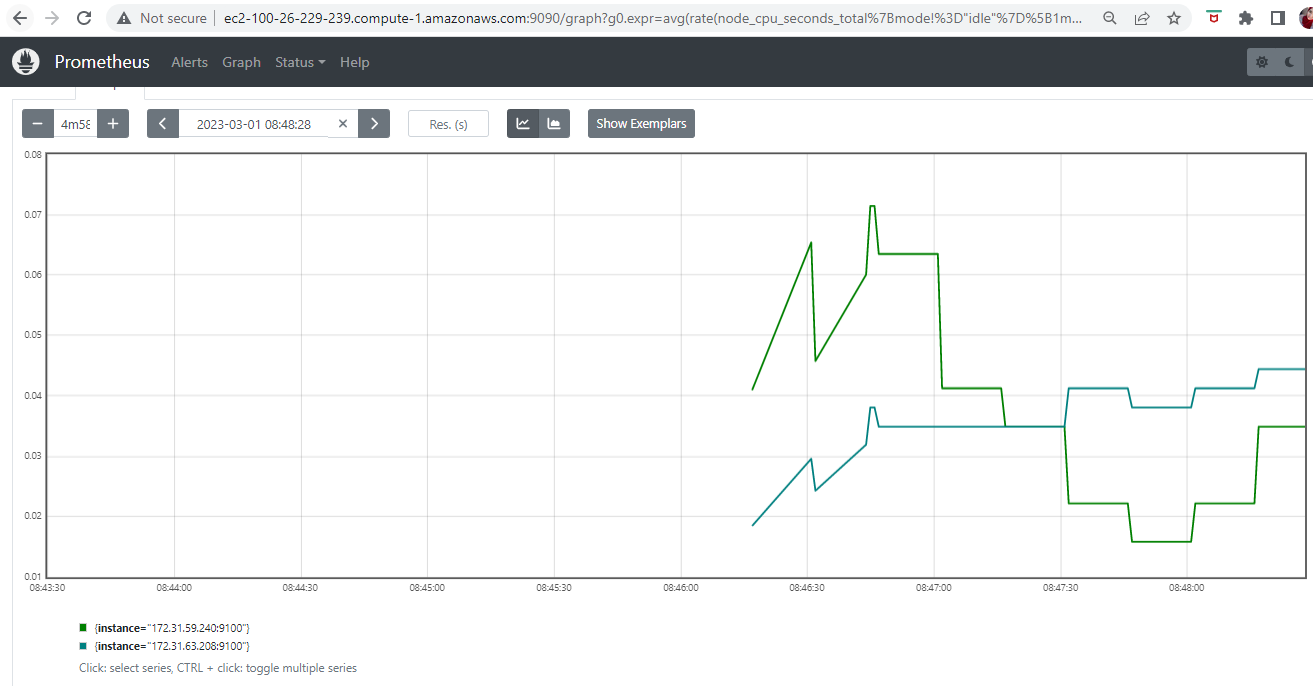 Not secure ec2-100-26-229-239.compute-1.amazonaws.com:9090/graph?g0.expr=avg(rate(node_cpu_seconds_total%7Bmode!%3D"idle"%7D%5B1m...
Prometheus Alerts Graph Status Help
4m58 2023-03-01 08:48:28 Res. (s) Show Exemplars
0.08
0.07
0.06
0.05
0.04
0.03
0.02
0.01
08:43:30 08:44:00 08:44:30 08:45:00 08:45:30 08:46:00 08:46:30 08:47:00 08:47:30 08:48:00
{instance="172.31.59.240:9100"}
{instance="172.31.63.208:9100"}
Click: select series, CTRL + click: toggle multiple series